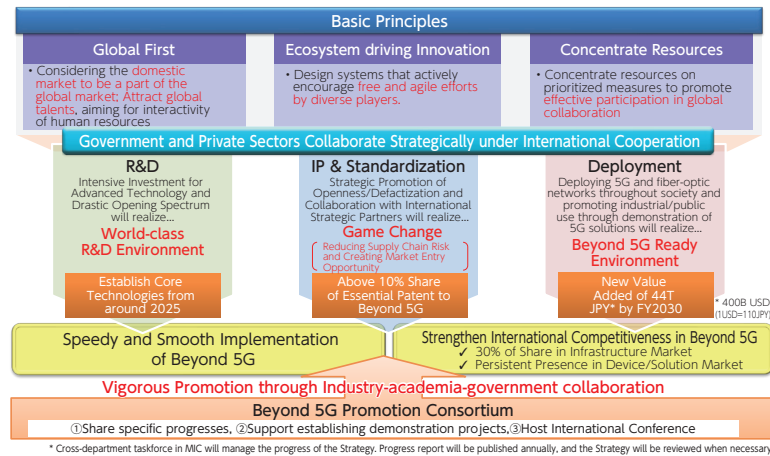 Basic Principles
Global First
• Considering the domestic
market to be a part of the
global market; Attract global
talents, aiming for interactivity
of human resources
Ecosystem driving Innovation
• Design systems that actively
encourage free and agile efforts
by diverse players.
Concentrate Resources
• Concentrate resources on
prioritized measures to promote
effective participation in global
collaboration
Government and Private Sectors Collaborate Strategically under International Cooperation
R&D
Intensive Investment for
Advanced Technology and
Drastic Opening Spectrum
will realize...
World-class
R&D Environment
Establish Core
Technologies from
around 2025
IP & Standardization
Strategic Promotion of
Openness/Defactization and
Collaboration with International
Strategic Partners will realize...
Game Change
Reducing Supply Chain Risk
and Creating Market Entry
Opportunity
Above 10% Share
of Essential Patent to
Beyond 5G
Deployment
Deploying 5G and fiber-optic
networks throughout society and
promoting industrial/public
use through demonstration of
5G solutions will realize...
Beyond 5G Ready
Environment
New Value
Added of 44T
JPY* by FY2030
* 400B USD
(1USD=110JPY)
Speedy and Smooth Implementation
of Beyond 5G
Strengthen International Competitiveness in Beyond 5G
✓ 30% of Share in Infrastructure Market
✓ Persistent Presence in Device/Solution Market
Vigorous Promotion through Industry-academia-government collaboration
Beyond 5G Promotion Consortium
①Share specific progresses, ②Support establishing demonstration projects,③Host International Conference
* Cross-department taskforce in MIC will manage the progress of the Strategy. Progress report will be published annually, and the Strategy will be reviewed when necessary